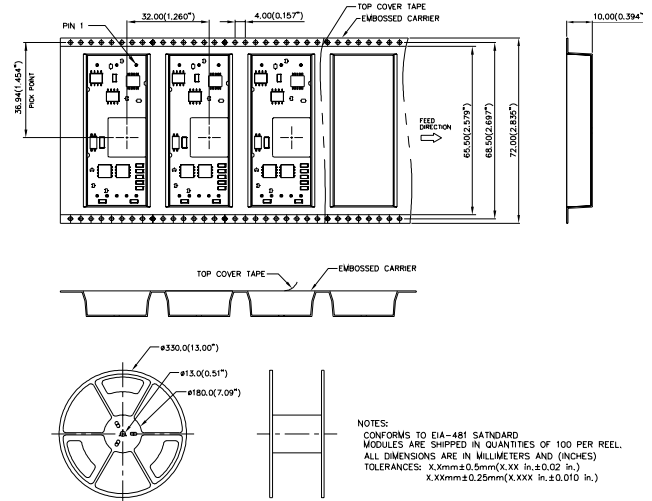 TOP COVER TAPE
EMBOSSED CARRIER
32.00(1.260")
4.00(0.157")
10.00(0.394"
PIN 1
36.94(1.454")
PICK POINT
FEED
DIRECTION
65.50(2.579")
68.50(2.697")
72.00(2.835")
TOP COVER TAPE
EMBOSSED CARRIER
ø330.0(13.00")
ø13.0(0.51")
ø180.0(7.09")
NOTES:
CONFORMS TO EIA-481 SATNDARD
MODULES ARE SHIPPED IN QUANTITIES OF 100 PER REEL.
ALL DIMENSIONS ARE IN MILLIMETERS AND (INCHES)
TOLERANCES: X.Xmm±0.5mm(X.XX in.±0.02 in.)
X.XXmm±0.25mm(X.XXX in.±0.010 in.)